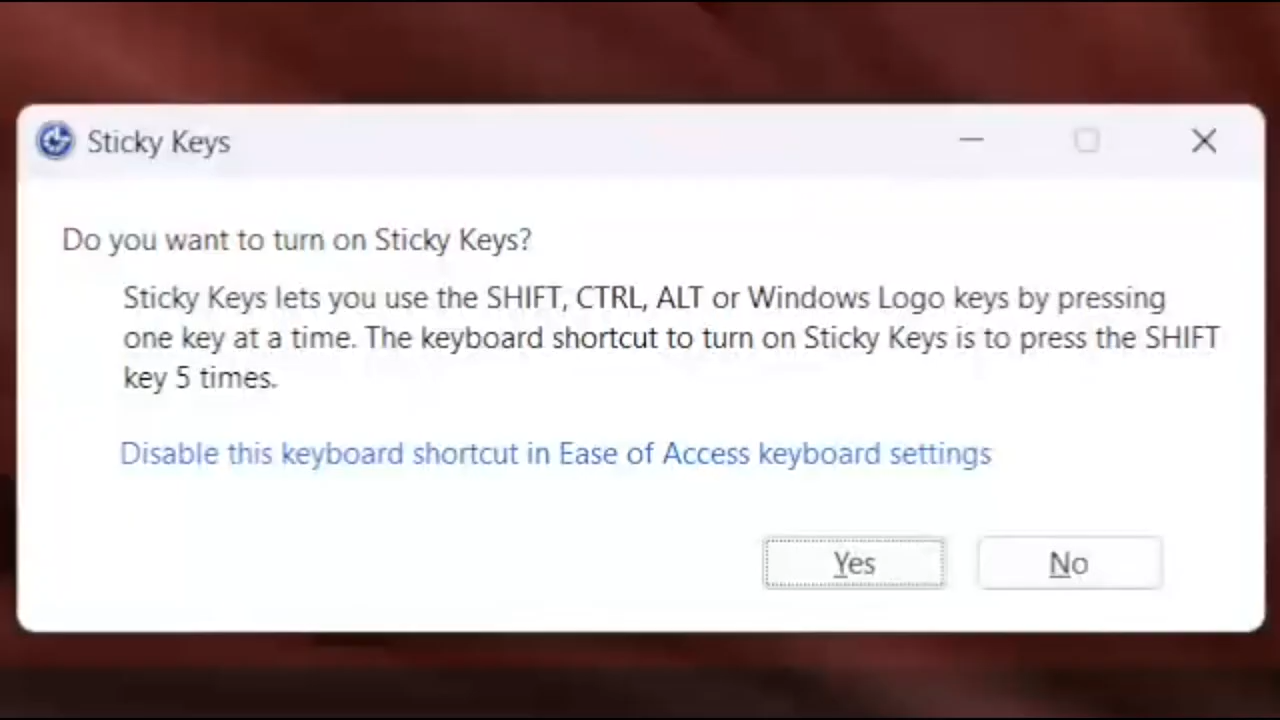 Sticky Keys
Do you want to turn on Sticky Keys?
Sticky Keys lets you use the SHIFT, CTRL, ALT or Windows Logo keys by pressing
one key at a time. The keyboard shortcut to turn on Sticky Keys is to press the SHIFT
key 5 times.
Disable this keyboard shortcut in Ease of Access keyboard settings
Yes No